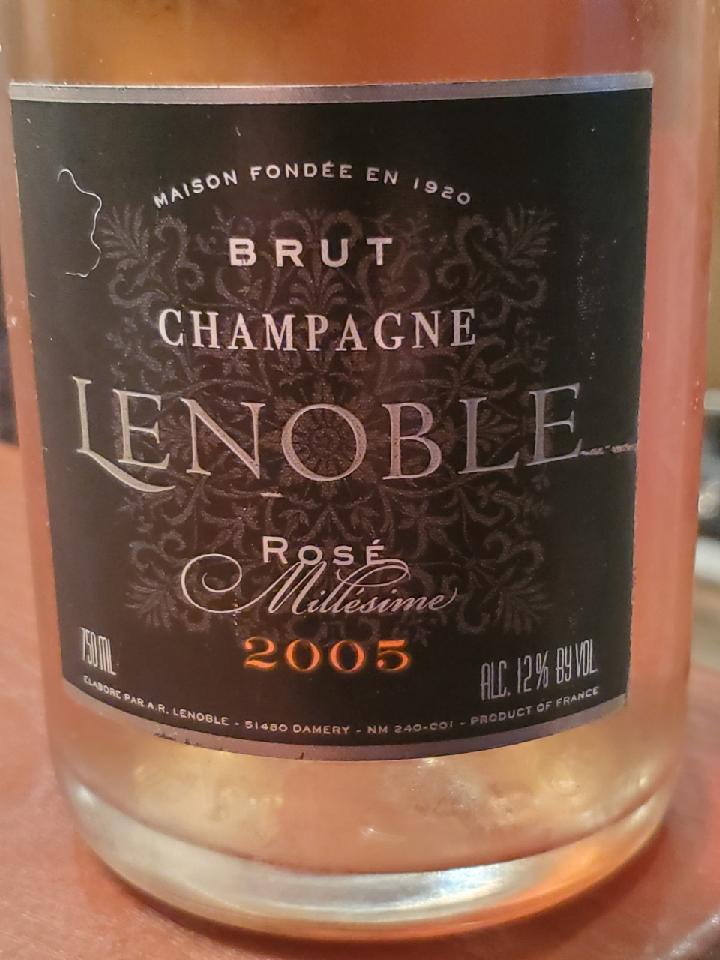 MAISON FONDÉE EN 1920
BRUT
CHAMPAGNE
LENOBLE
ROSÉ
Millésime
2005
750 ML
ALC. 12% BY VOL.
ELABORÉ PAR A.R. LENOBLE - 51480 DAMERY - NM 240-001 - PRODUCT OF FRANCE